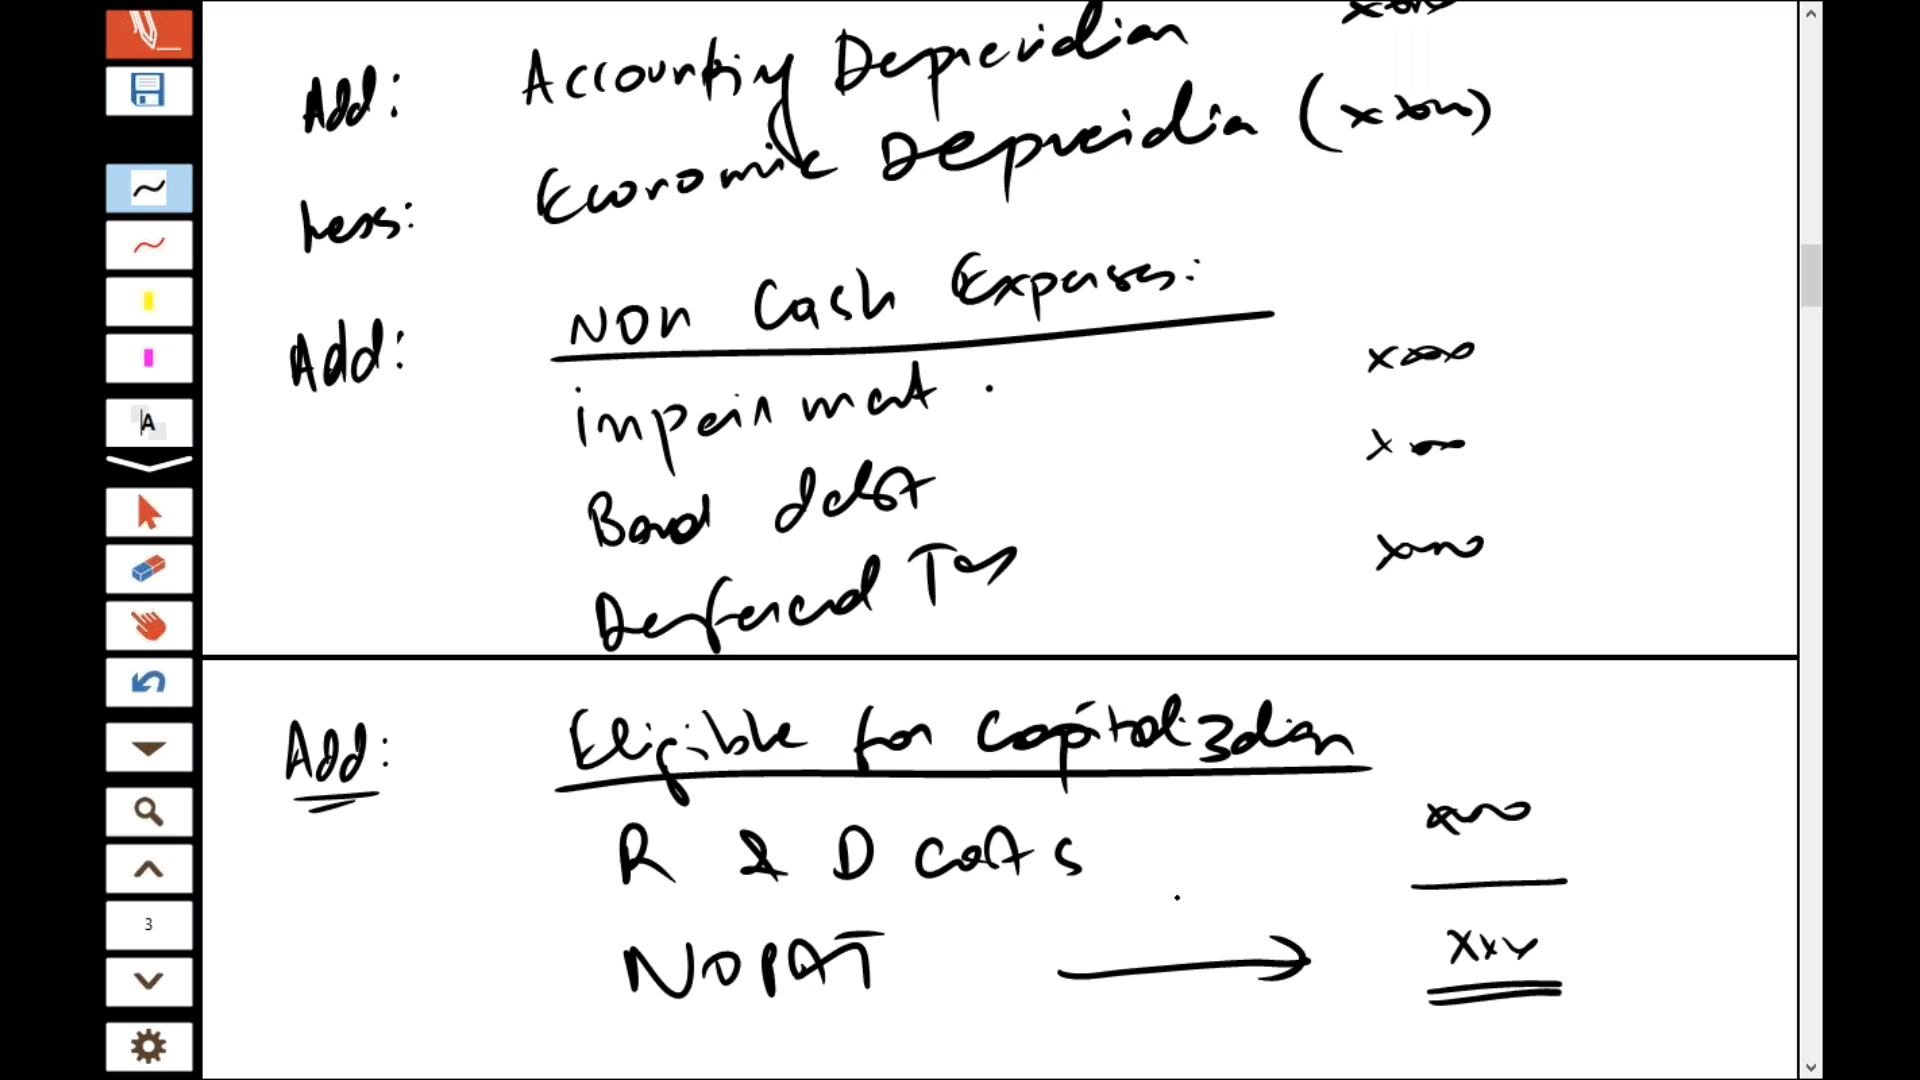 Add: Accounting Depreciation xxx
Less: Economic Depreciation (xxx)
Add: Non Cash Expenses:
impairment xxx
Bad debt xxx
Deferred Tax xxx
Add: Eligible for Capitalization
R & D costs xxx
NOPAT → xxx
A
3